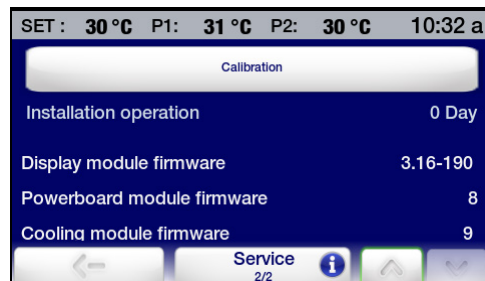 SET : 30 °C P1: 31 °C P2: 30 °C 10:32 a
Calibration
Installation operation 0 Day
Display module firmware 3.16-190
Powerboard module firmware 8
Cooling module firmware 9
Service
2/2